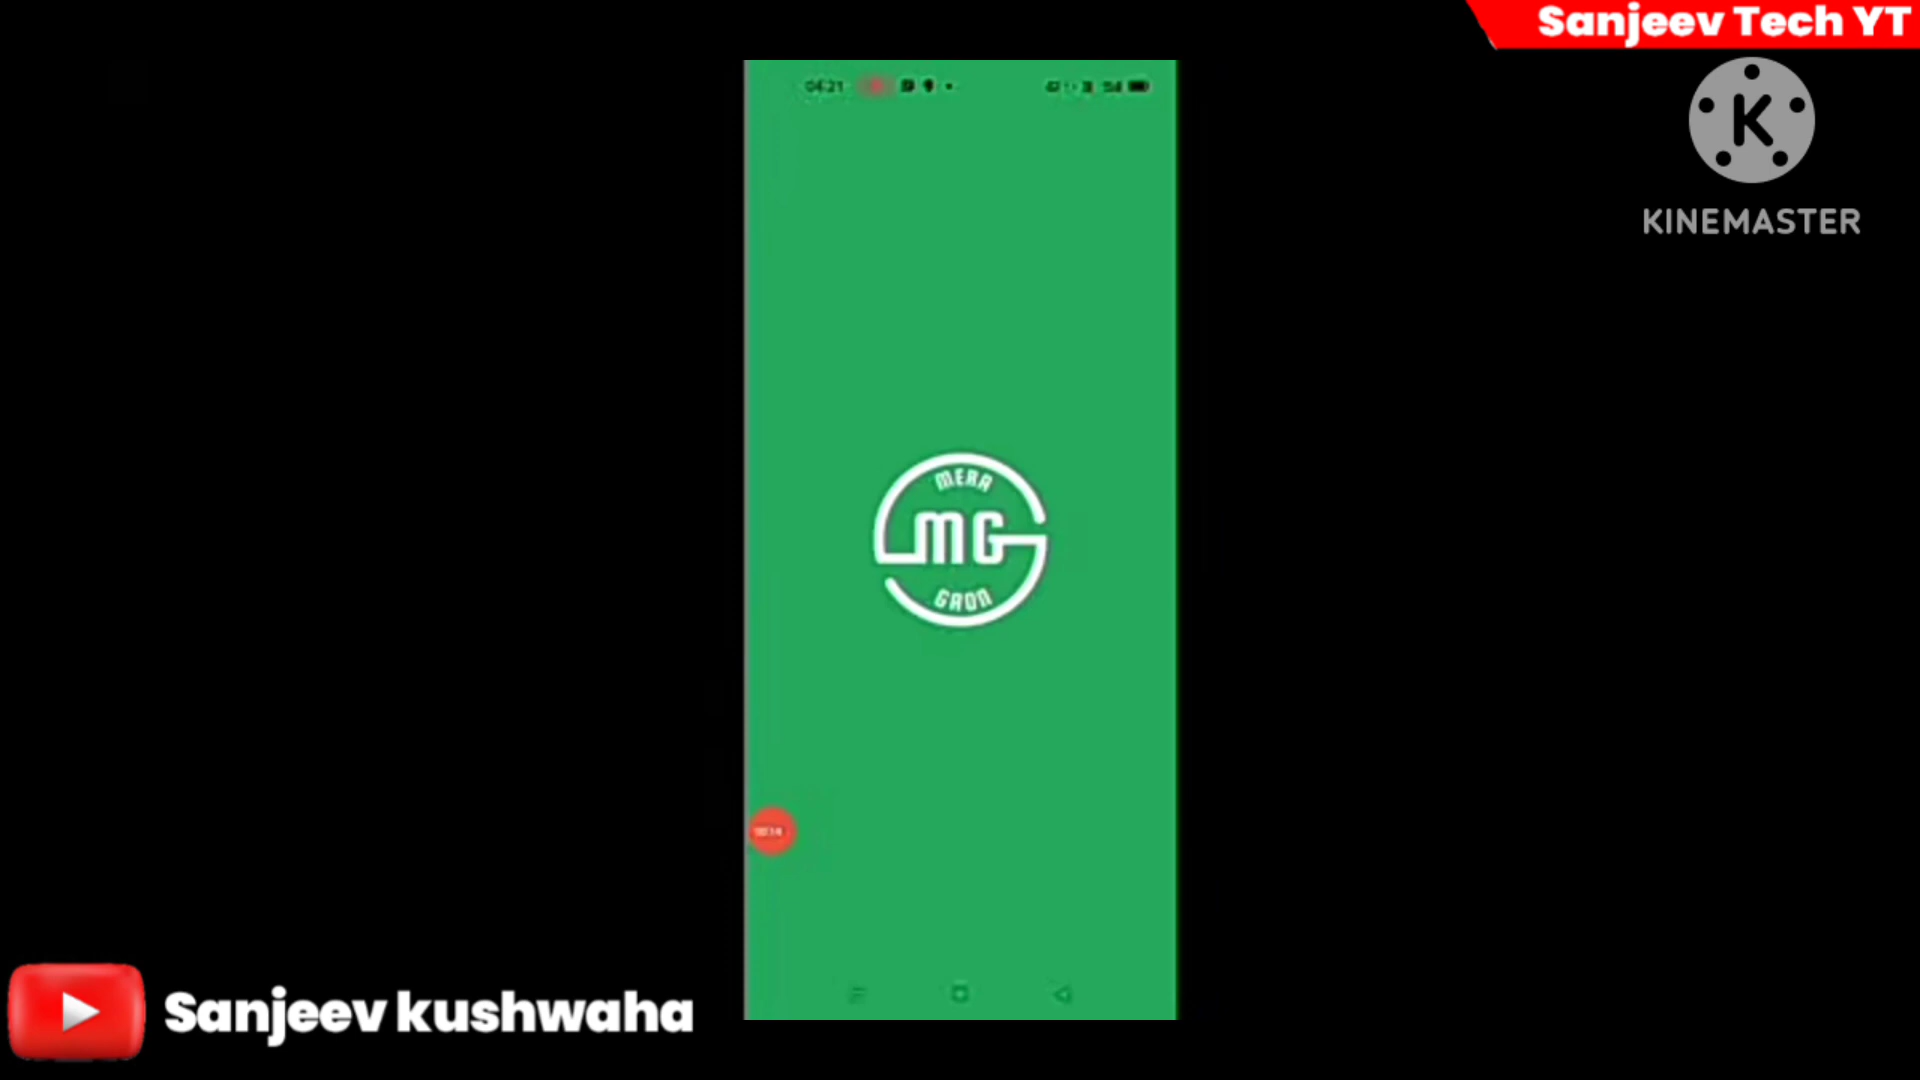 Sanjeev Tech YT
K
KINEMASTER
MERA
MG
GAON
Sanjeev kushwaha